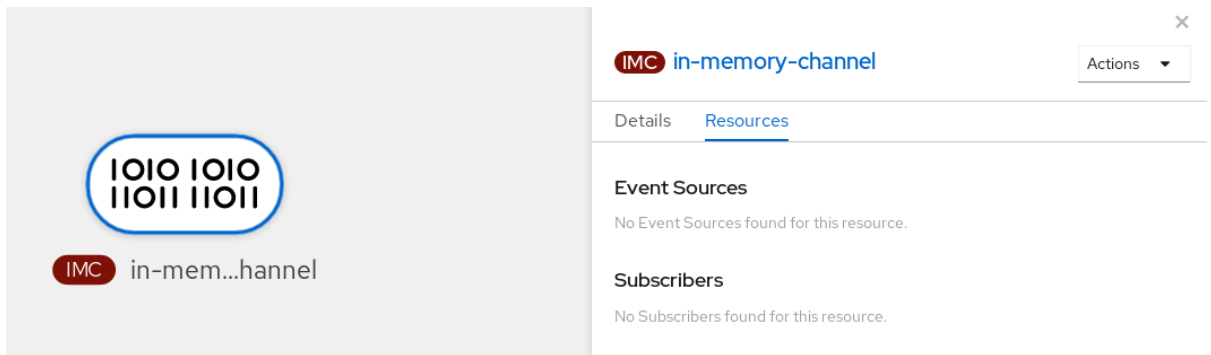 1010 1010
11011 11011
IMC in-mem...hannel
×
IMC in-memory-channel
Actions
Details Resources
Event Sources
No Event Sources found for this resource.
Subscribers
No Subscribers found for this resource.